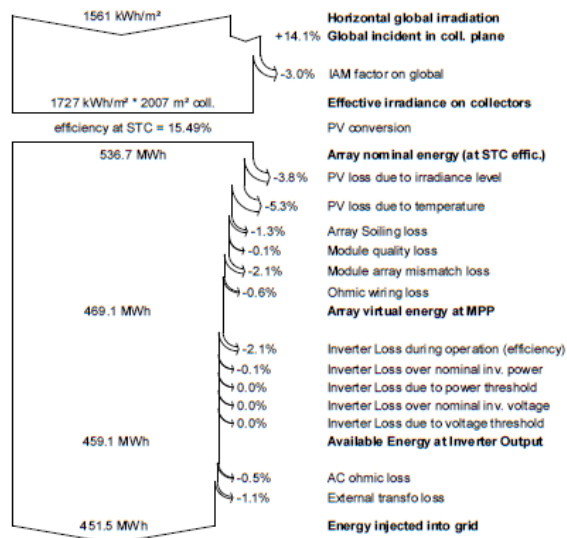 1561 kWh/m² Horizontal global irradiation
+14.1% Global incident in coll. plane
-3.0% IAM factor on global
1727 kWh/m² * 2007 m² coll. Effective irradiance on collectors
efficiency at STC = 15.49% PV conversion
536.7 MWh Array nominal energy (at STC effic.)
-3.8% PV loss due to irradiance level
-5.3% PV loss due to temperature
-1.3% Array Soiling loss
-0.1% Module quality loss
-2.1% Module array mismatch loss
-0.6% Ohmic wiring loss
469.1 MWh Array virtual energy at MPP
-2.1% Inverter Loss during operation (efficiency)
-0.1% Inverter Loss over nominal inv. power
0.0% Inverter Loss due to power threshold
0.0% Inverter Loss over nominal inv. voltage
0.0% Inverter Loss due to voltage threshold
459.1 MWh Available Energy at Inverter Output
-0.5% AC ohmic loss
-1.1% External transfo loss
451.5 MWh Energy injected into grid